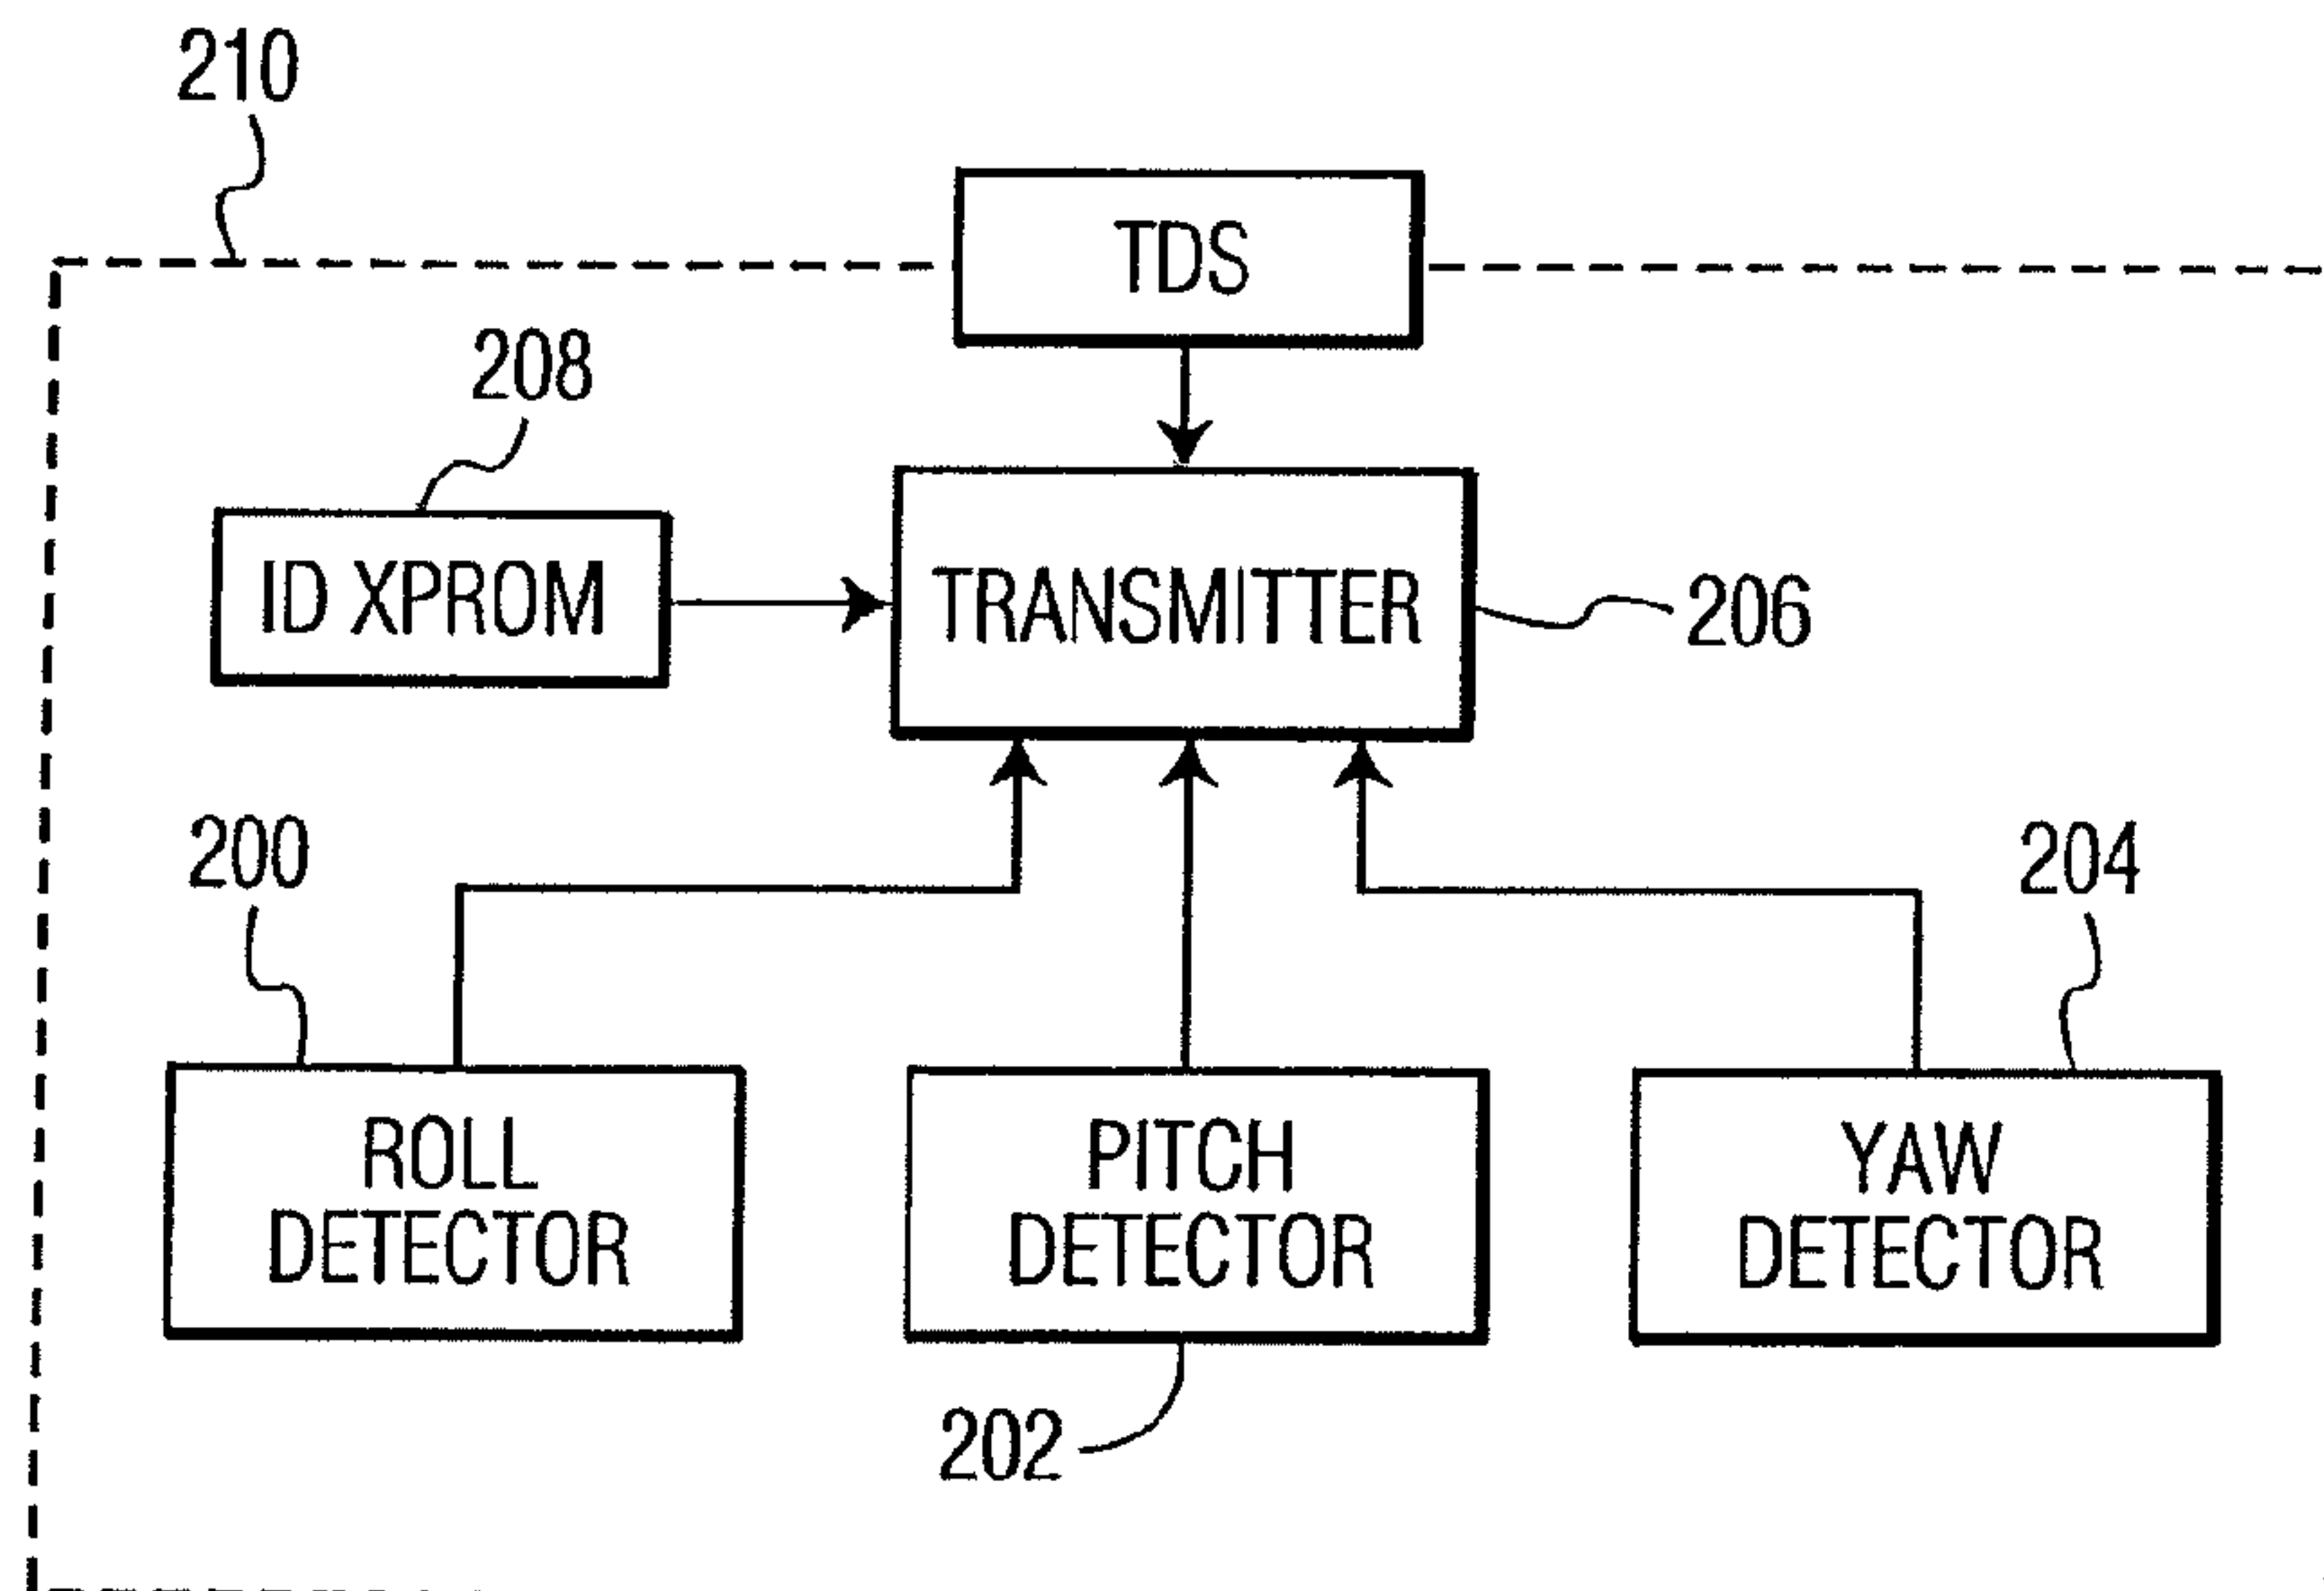 210
TDS
208
ID XPROM
TRANSMITTER
206
200
204
ROLL
DETECTOR
PITCH
DETECTOR
YAW
DETECTOR
202